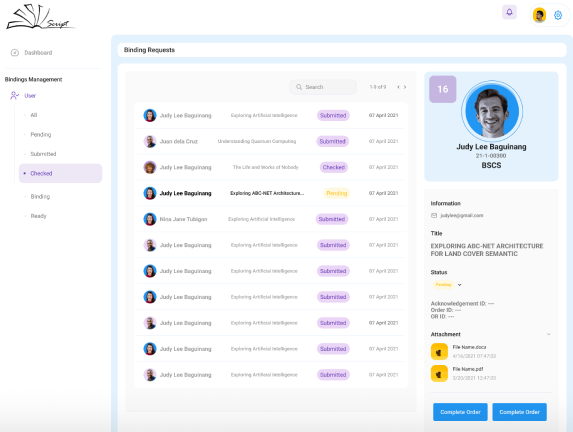 Script
Dashboard
Bindings Management
User
All
Pending
Submitted
Checked
Binding
Ready
Binding Requests
Search
1-9 of 9
Judy Lee Baguinang Exploring Artificial Intelligence Submitted 07 April 2021
Juan dela Cruz Understanding Quantum Computing Submitted 07 April 2021
Judy Lee Baguinang The Life and Works of Nobody Checked 07 April 2021
Judy Lee Baguinang Exploring ABC-NET Architecture... Pending 07 April 2021
Nina Jane Tubigon Exploring Artificial Intelligence Submitted 07 April 2021
Judy Lee Baguinang Exploring Artificial Intelligence Submitted 07 April 2021
Judy Lee Baguinang Exploring Artificial Intelligence Submitted 07 April 2021
Judy Lee Baguinang Exploring Artificial Intelligence Submitted 07 April 2021
Judy Lee Baguinang Exploring Artificial Intelligence Submitted 07 April 2021
Judy Lee Baguinang Exploring Artificial Intelligence Submitted 07 April 2021
Judy Lee Baguinang Exploring Artificial Intelligence Submitted 07 April 2021
16
Judy Lee Baguinang
21-1-00300
BSCS
Information
judylee@gmail.com
Title
EXPLORING ABC-NET ARCHITECTURE
FOR LAND COVER SEMANTIC
Status
Pending
Acknowledgement ID: ---
Order ID: ---
OR ID: ---
Attachment
File Name.docx
4/16/2021 07:47:03
File Name.pdf
3/20/2021 12:47:03
Complete Order
Complete Order